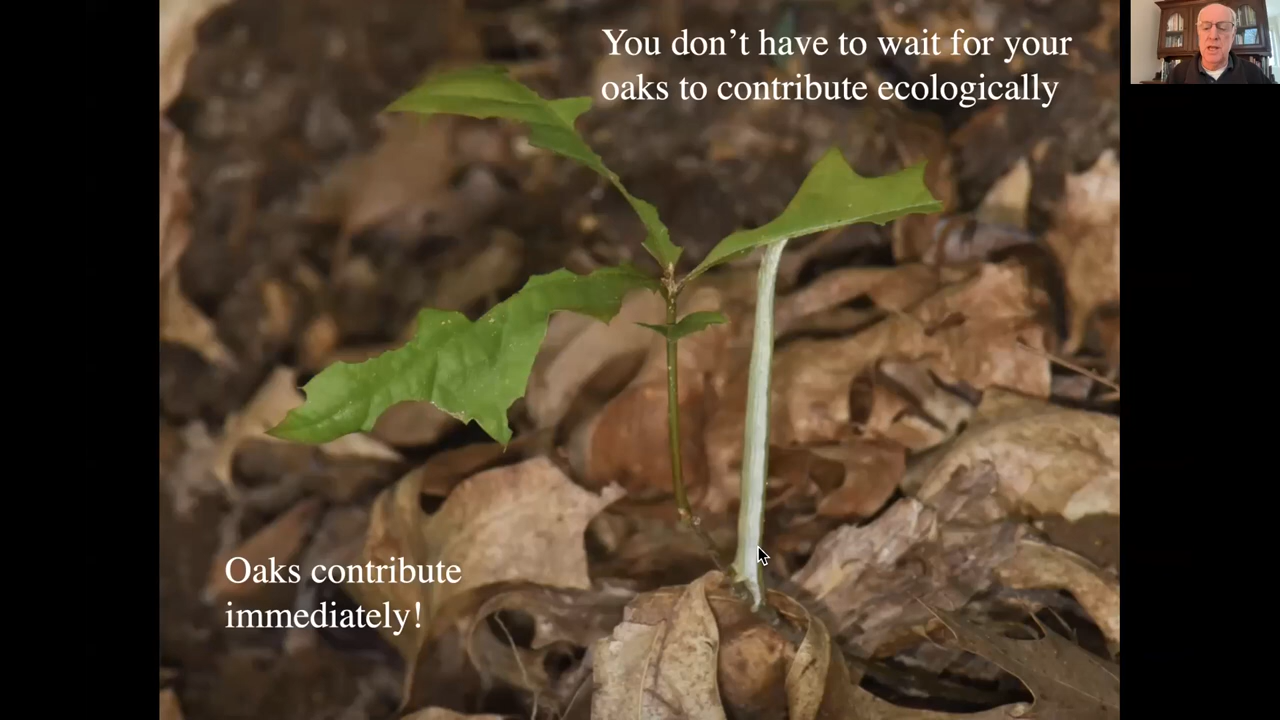 You don’t have to wait for your
oaks to contribute ecologically
Oaks contribute
immediately!